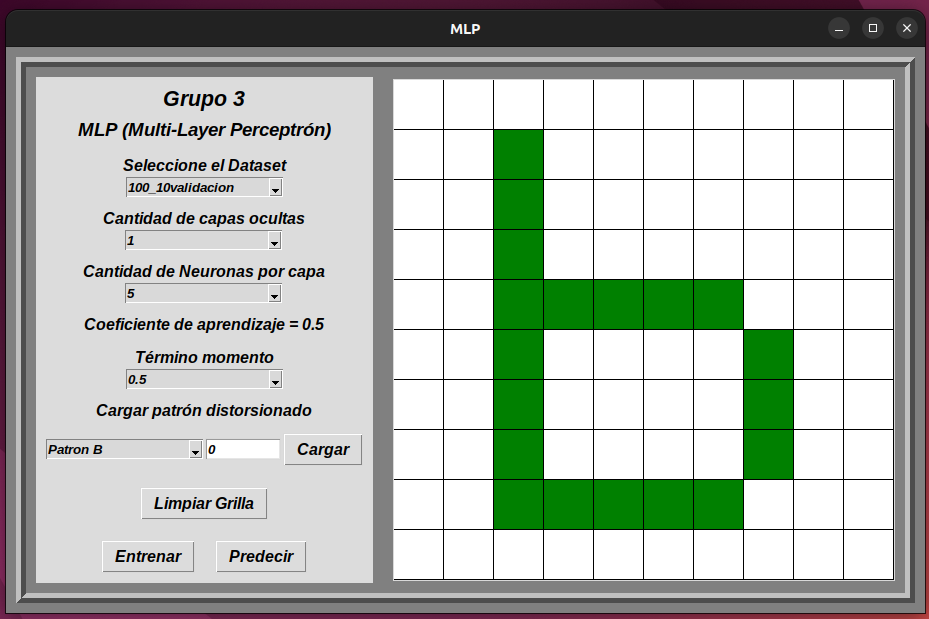 MLP
Grupo 3
MLP (Multi-Layer Perceptrón)
Seleccione el Dataset
100_10validacion
Cantidad de capas ocultas
1
Cantidad de Neuronas por capa
5
Coeficiente de aprendizaje = 0.5
Término momento
0.5
Cargar patrón distorsionado
Patron B 0 Cargar
Limpiar Grilla
Entrenar Predecir